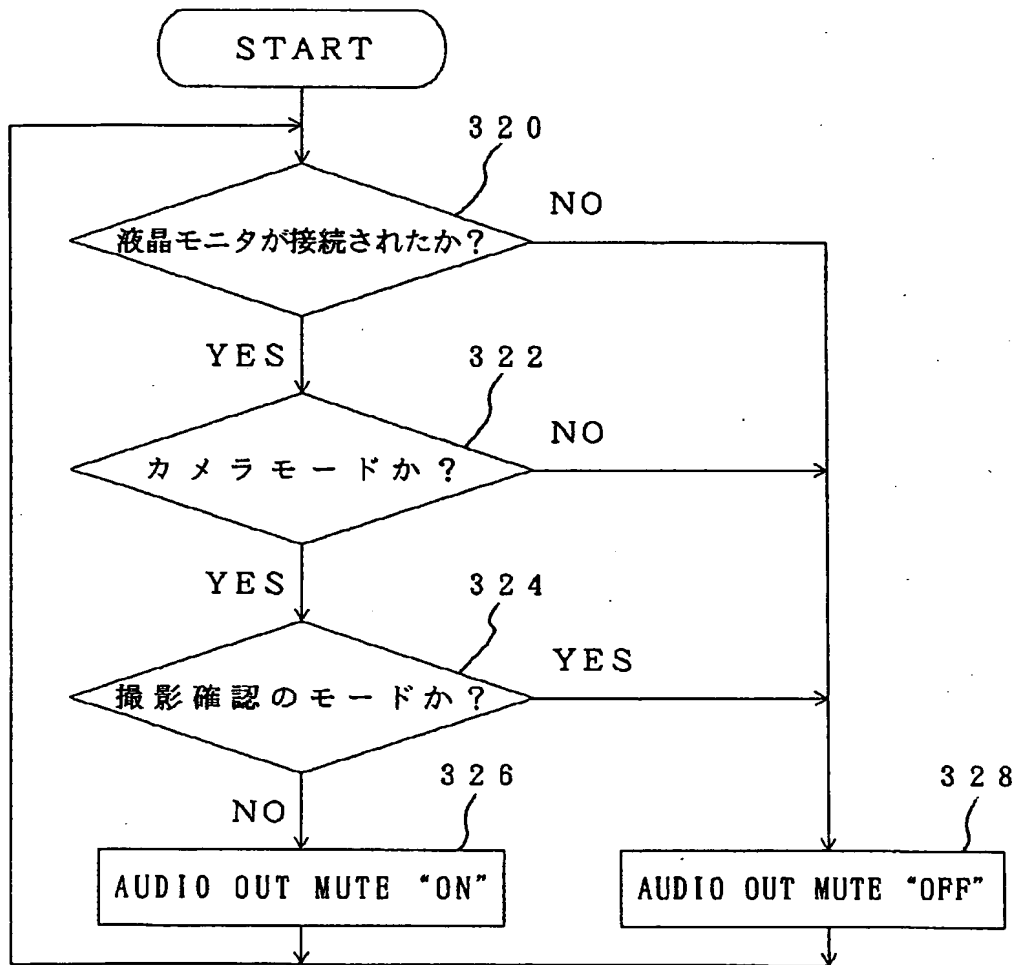 START
320
液晶モニタが接続されたか?
NO
YES
322
カメラモードか?
NO
YES
324
撮影確認のモードか?
YES
NO
326
AUDIO OUT MUTE “ON”
328
AUDIO OUT MUTE “OFF”